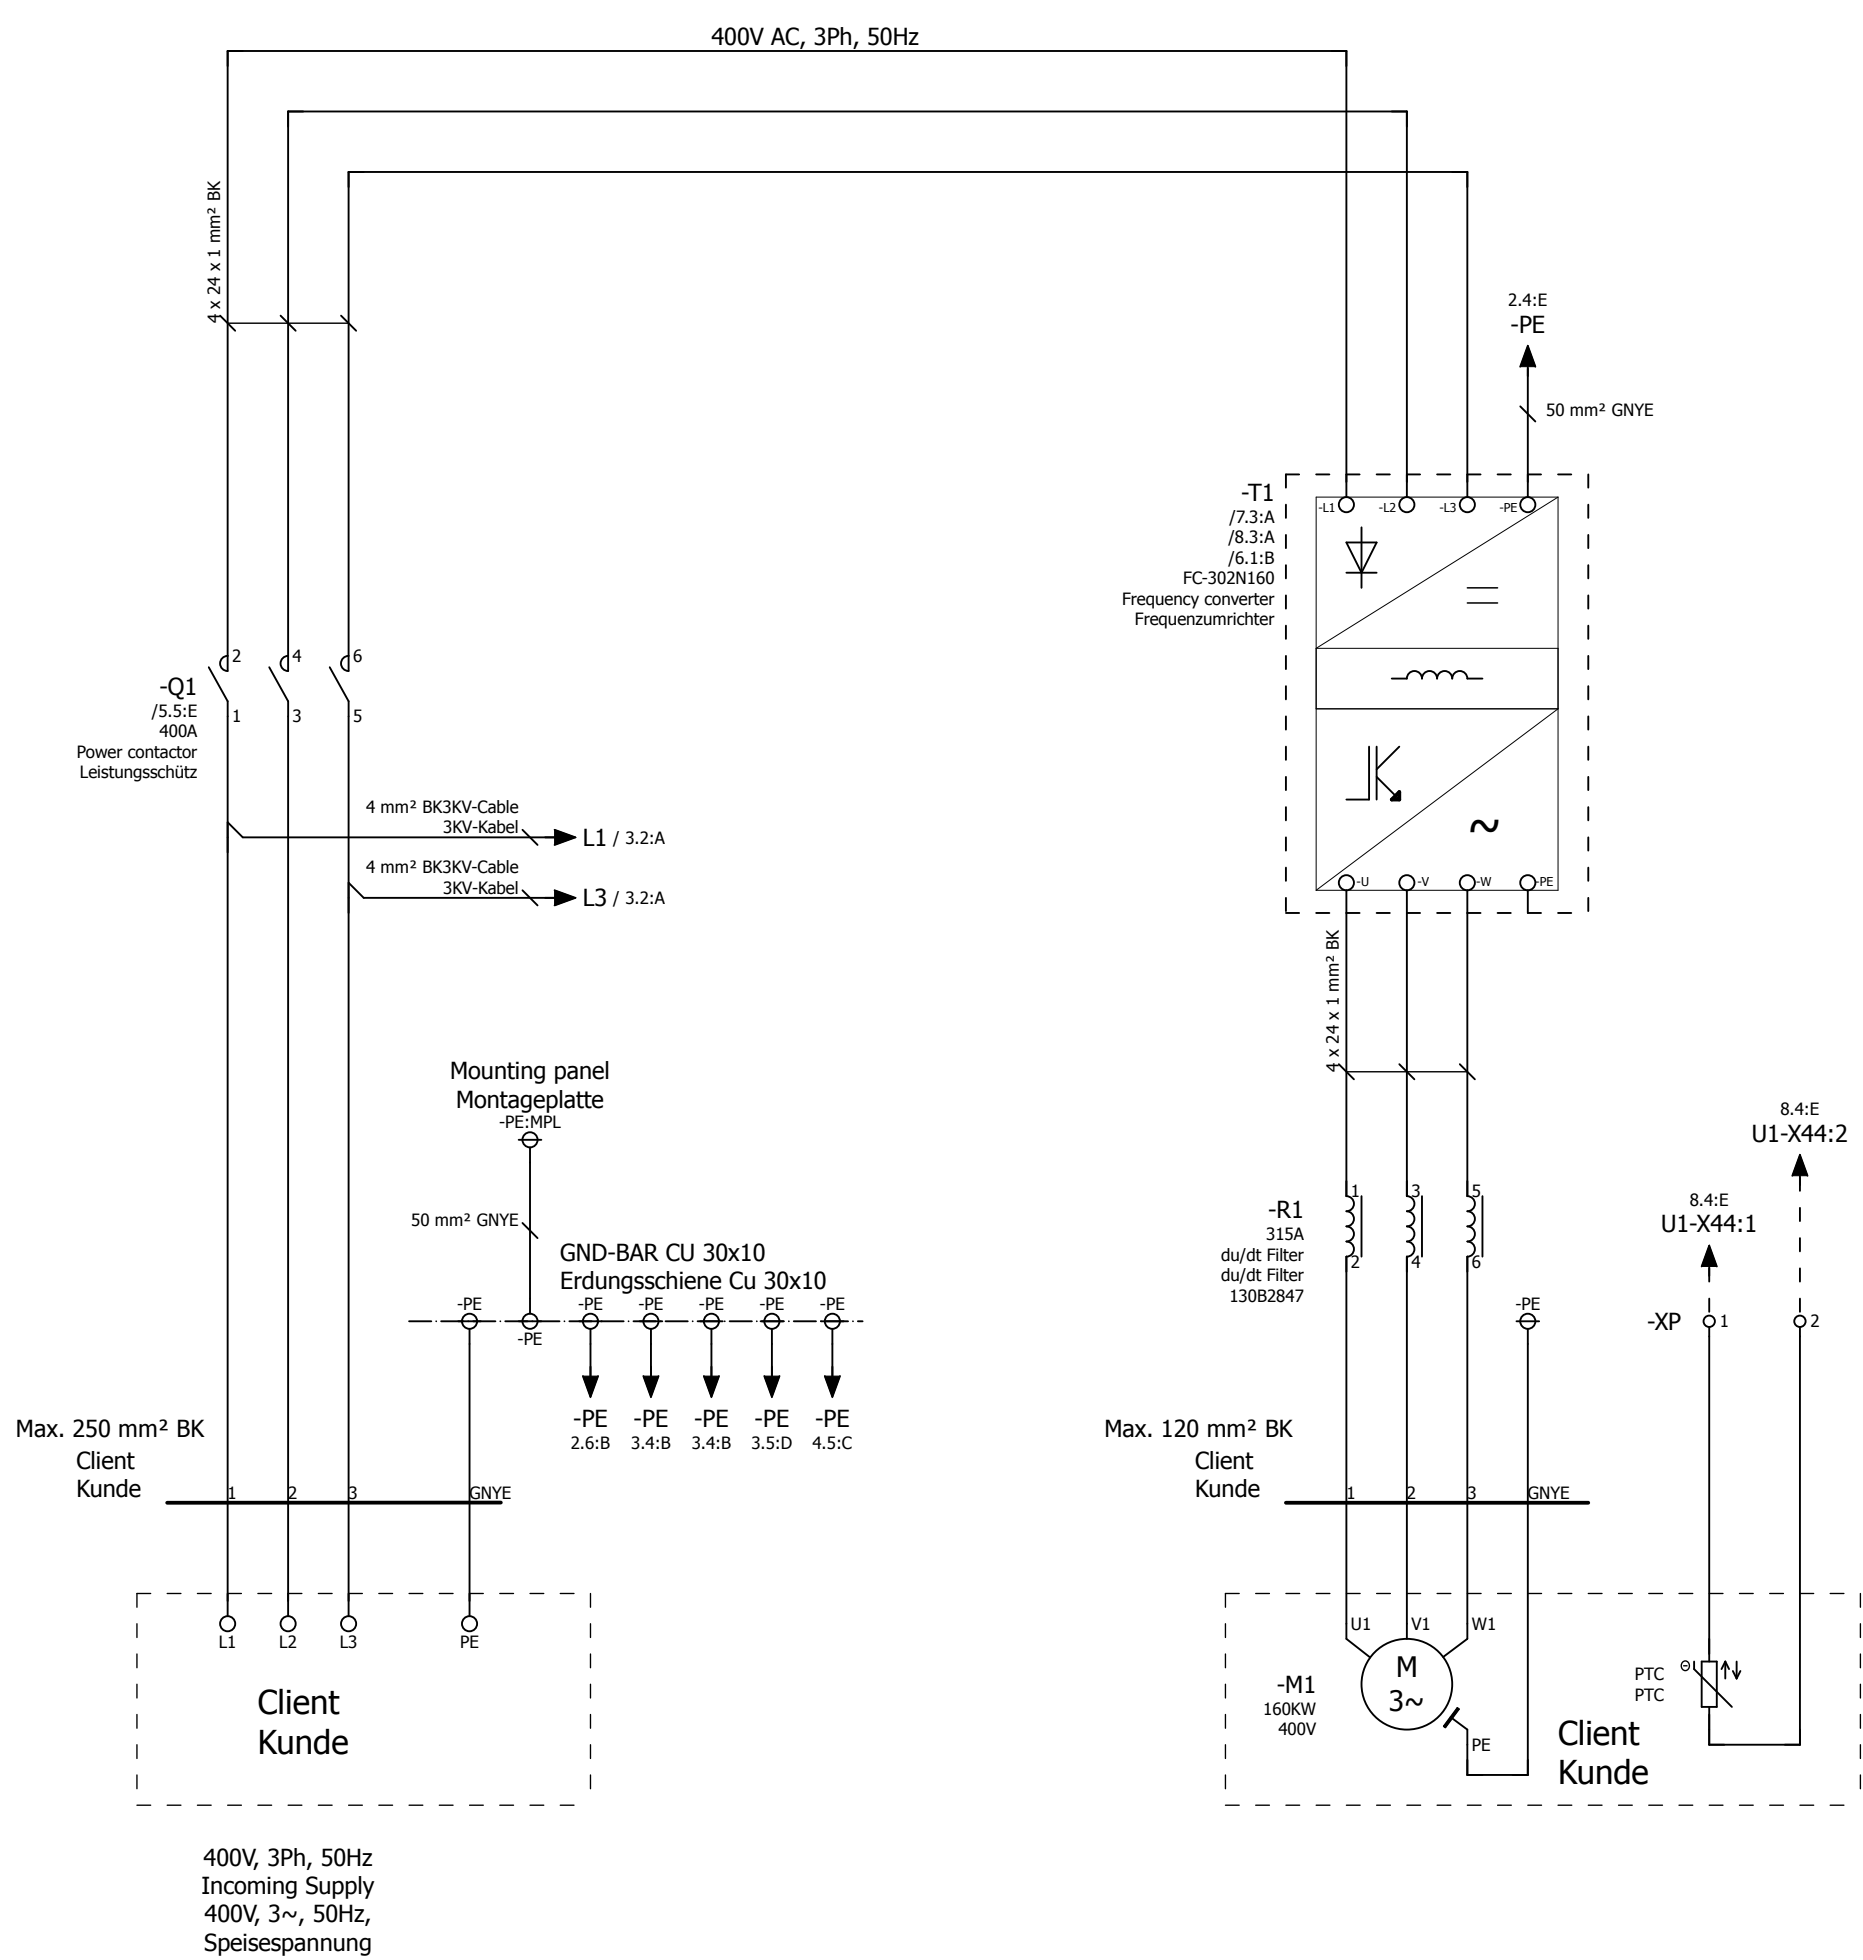 400V AC, 3Ph, 50Hz
4 x 24 x 1 mm² BK
2.4:E
-PE
50 mm² GNYE
-T1
/7.3:A
/8.3:A
/6.1:B
FC-302N160
Frequency converter
Frequenzumrichter
-L1
-L2
-L3
-PE
~
-U
-V
-W
-PE
2
4
6
-Q1
/5.5:E
400A
Power contactor
Leistungsschütz
1
3
5
4 mm² BK3KV-Cable
3KV-Kabel
L1 / 3.2:A
4 mm² BK3KV-Cable
3KV-Kabel
L3 / 3.2:A
4 x 24 x 1 mm² BK
Mounting panel
Montageplatte
-PE:MPL
50 mm² GNYE
GND-BAR CU 30x10
Erdungsschiene Cu 30x10
-PE
-PE
-PE
-PE
-PE
-PE
-PE
-PE
2.6:B
-PE
3.4:B
-PE
3.4:B
-PE
3.5:D
-PE
4.5:C
-R1
315A
du/dt Filter
du/dt Filter
130B2847
1
3
5
2
4
6
8.4:E
U1-X44:2
8.4:E
U1-X44:1
-PE
-XP
1
2
Max. 250 mm² BK
Client
Kunde
1
2
3
GNYE
Max. 120 mm² BK
Client
Kunde
1
2
3
GNYE
L1
L2
L3
PE
Client
Kunde
U1
V1
W1
M
3~
-M1
160KW
400V
PE
PTC
PTC
Θ
Client
Kunde
400V, 3Ph, 50Hz
Incoming Supply
400V, 3~, 50Hz,
Speisespannung